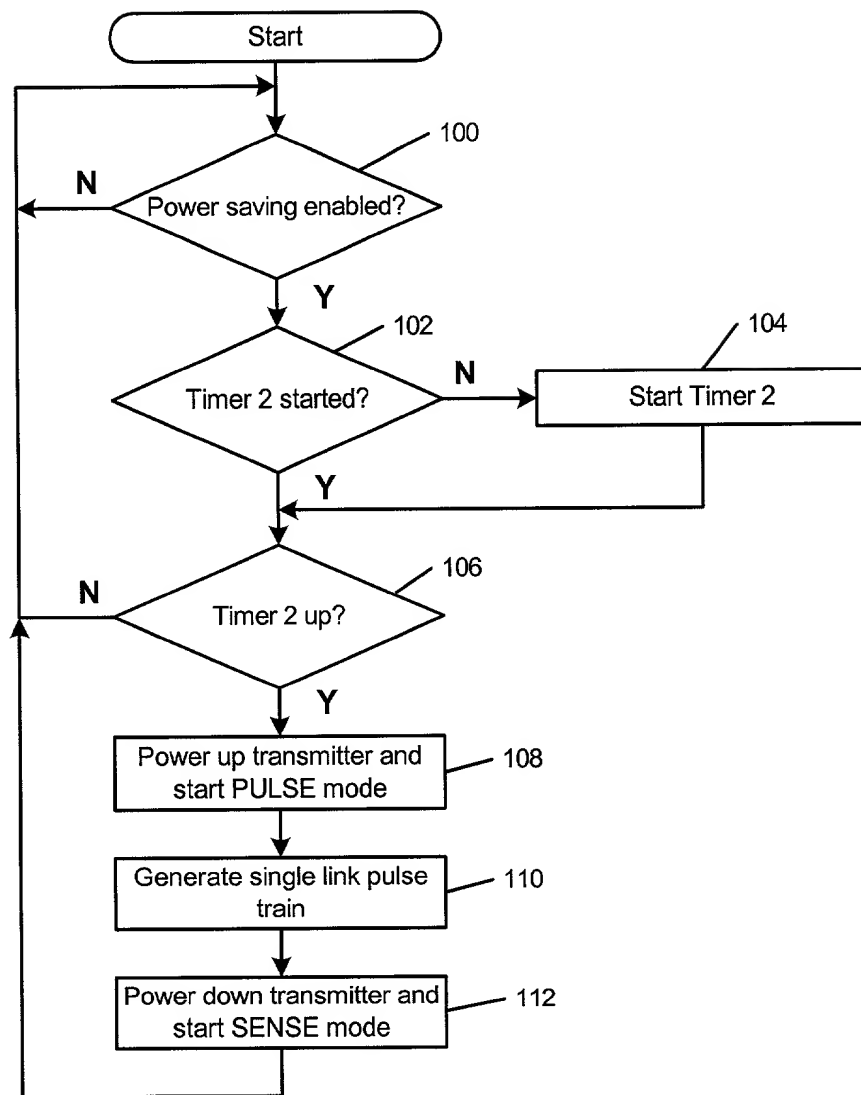 Start
100
N
Power saving enabled?
Y
102
104
N
Timer 2 started?
Start Timer 2
Y
106
N
Timer 2 up?
Y
Power up transmitter and
start PULSE mode
108
Generate single link pulse
train
110
Power down transmitter and
start SENSE mode
112